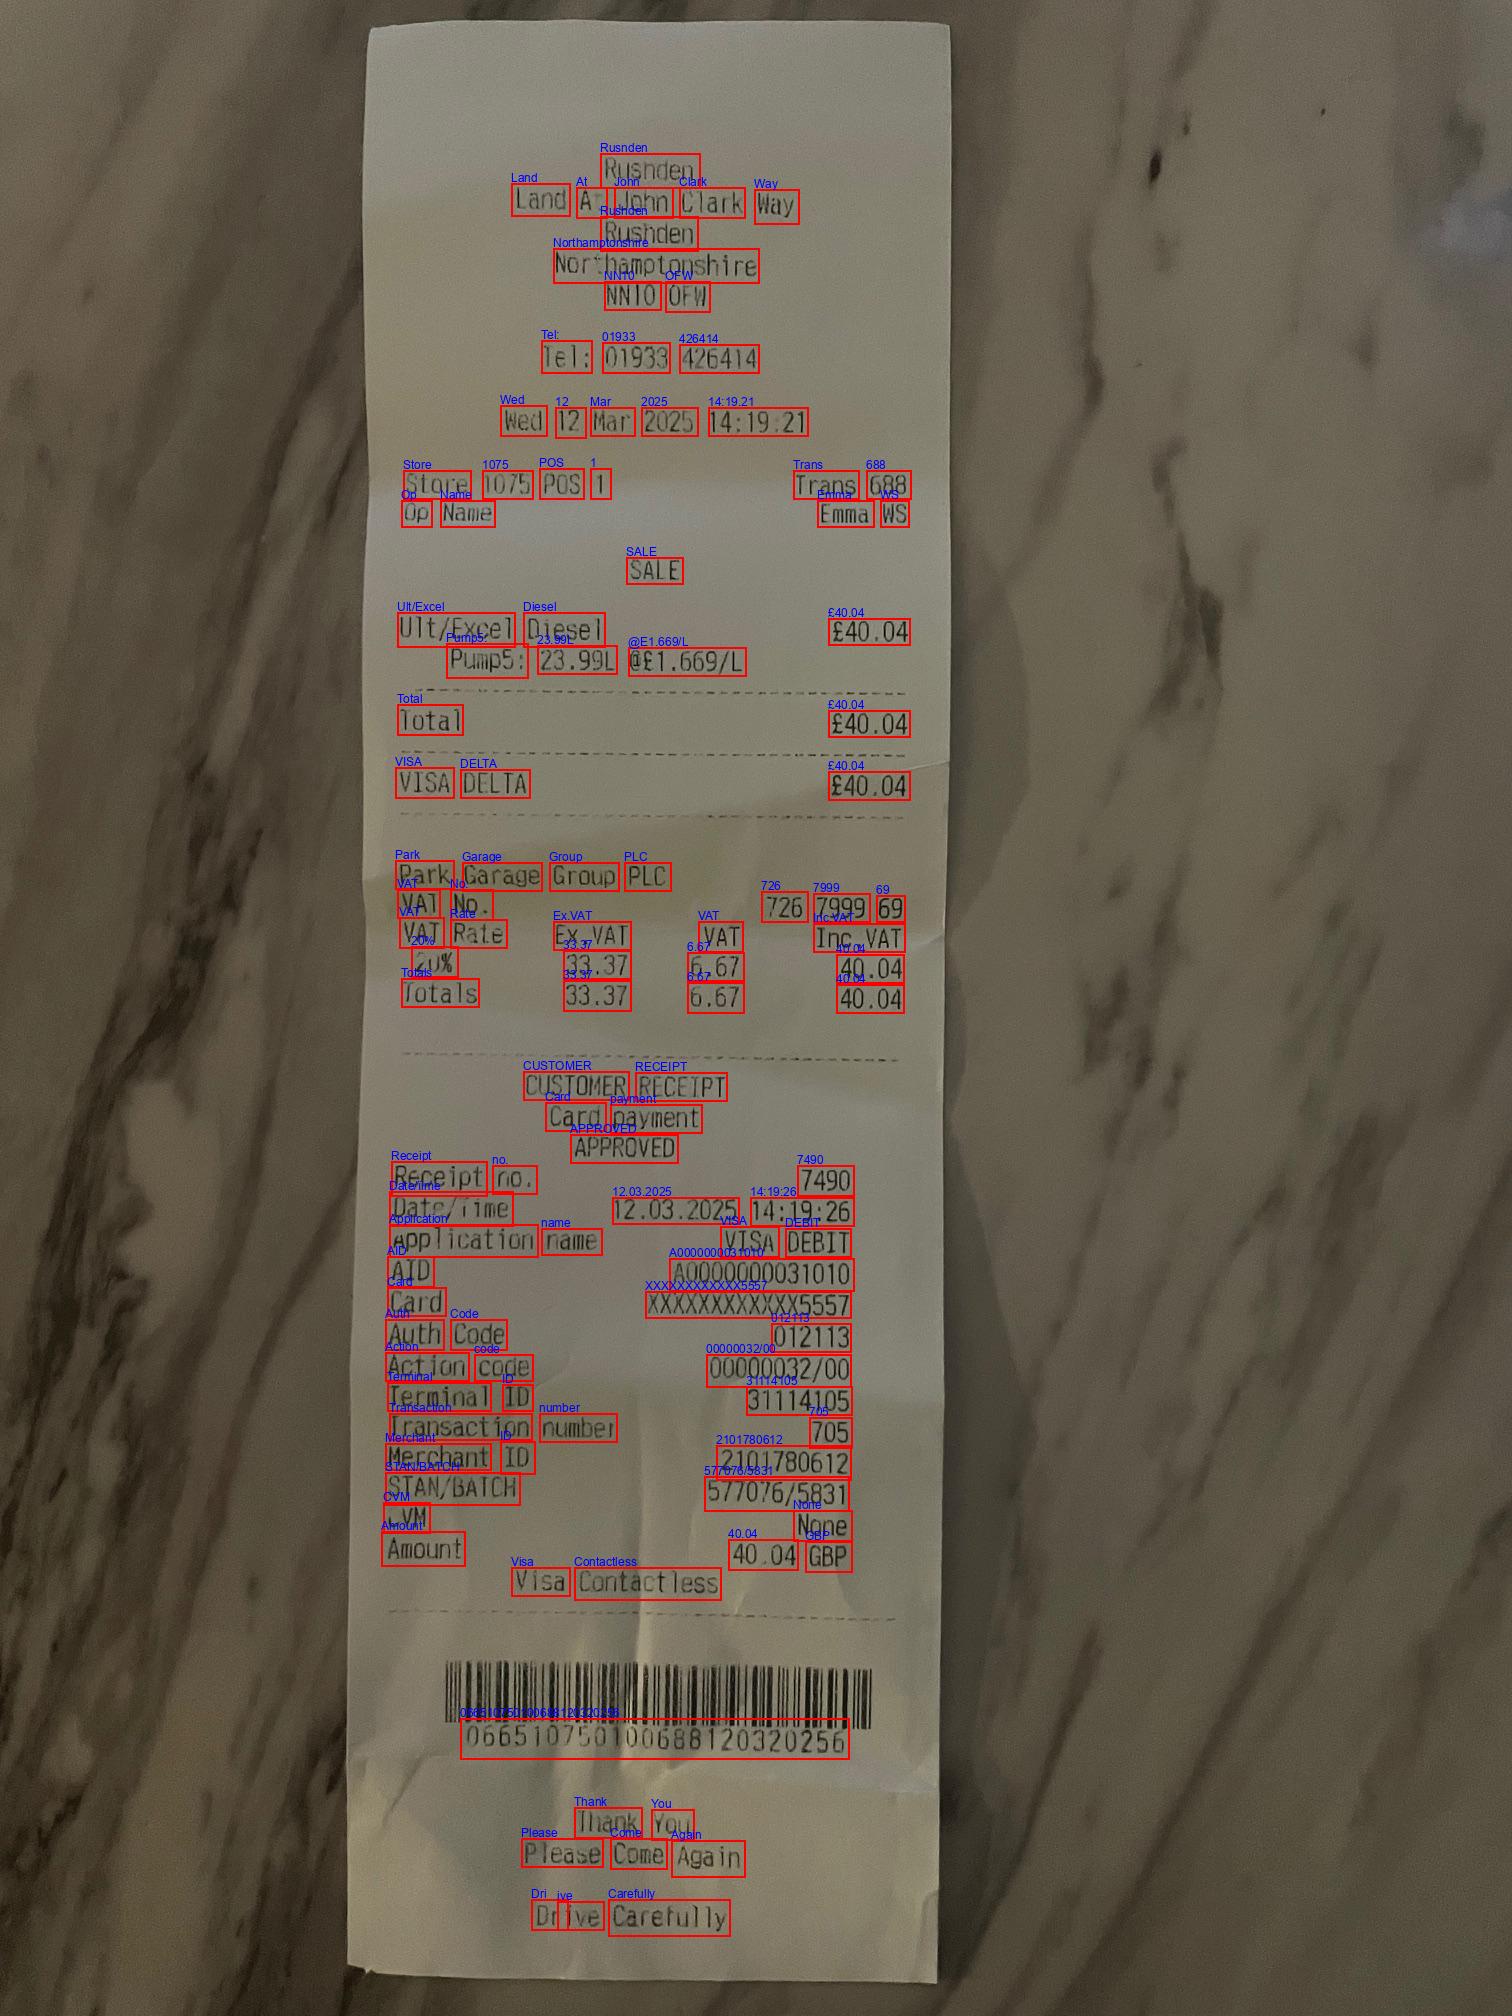 Rushden
Land At John Clark Way
Rushden
Northamptonshire
NN10 0FW
Tel: 01933 426414
Wed 12 Mar 2025 14:19:21
Store 1075 POS 1 Trans 688
Op Name Emma WS
SALE
Ult/Excel Diesel £40.04
Pump5: 23.99L @£1.669/L
Total £40.04
VISA DELTA £40.04
Park Garage Group PLC
VAT No. 726 7999 69
VAT Rate Ex.VAT VAT Inc.VAT
20% 33.37 6.67 40.04
Totals 33.37 6.67 40.04
CUSTOMER RECEIPT
Card payment
APPROVED
Receipt no. 7490
Date/Time 12.03.2025 14:19:26
Application name VISA DEBIT
AID A0000000031010
Card XXXXXXXXXXXX5557
Auth Code 012113
Action code 00000032/00
Terminal ID 31114105
Transaction number 705
Merchant ID 2101780612
STAN/BATCH 577076/5831
CVM None
Amount 40.04 GBP
Visa Contactless
066510750100688120320256
Thank You
Please Come Again
Drive Carefully